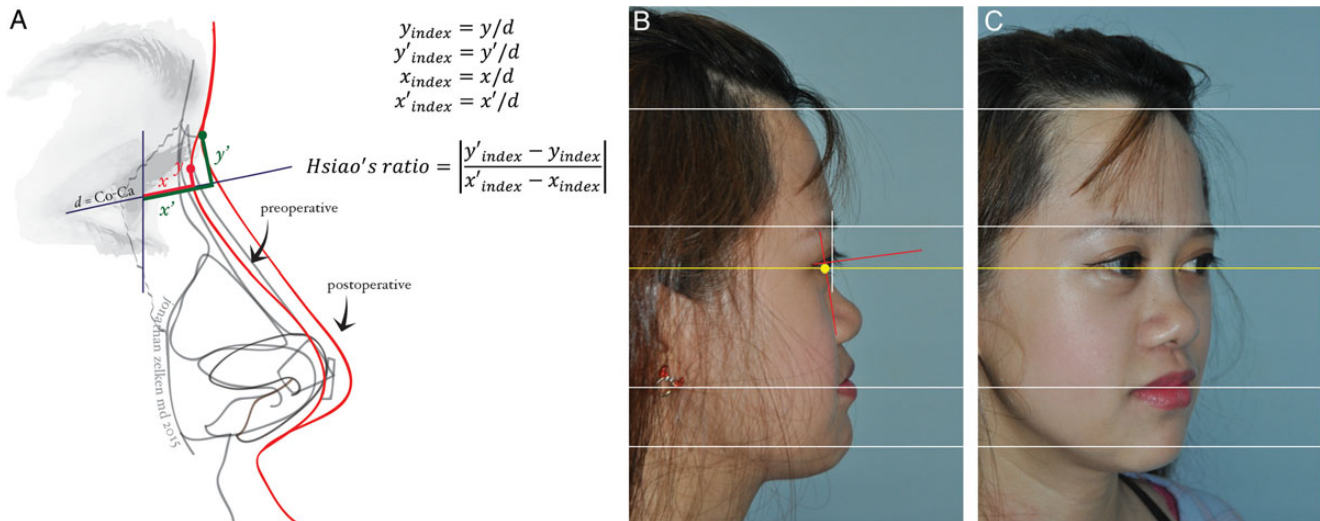 A
y_index = y/d
y'_index = y'/d
x_index = x/d
x'_index = x'/d
Hsiao's ratio = |y'_index − y_index / x'_index − x_index|
y y'
x
d = Co-Ca
x'
preoperative
postoperative
jonathan zelken md 2015
B
C